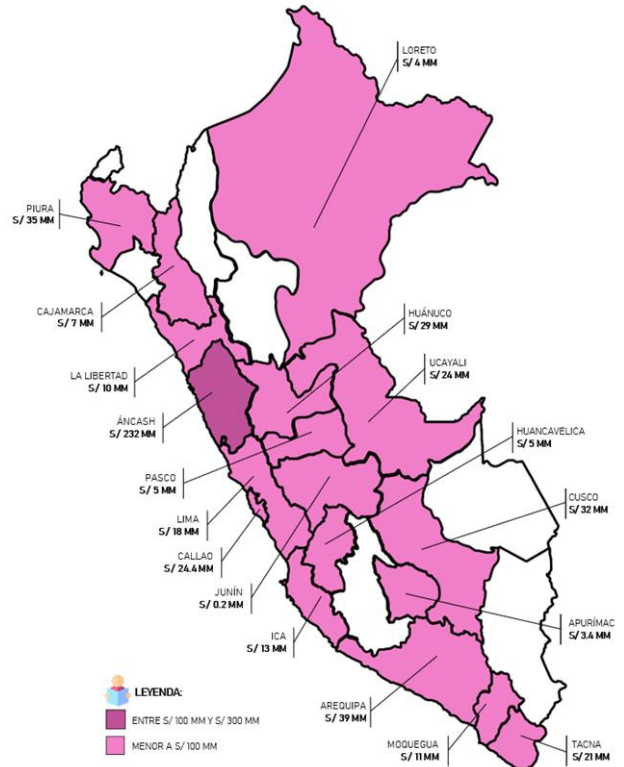 LORETO
S/ 4 MM
PIURA
S/ 35 MM
CAJAMARCA
S/ 7 MM
HUÁNUCO
S/ 29 MM
LA LIBERTAD
S/ 10 MM
UCAYALI
S/ 24 MM
ÁNCASH
S/ 232 MM
HUANCAVELICA
S/ 5 MM
PASCO
S/ 5 MM
CUSCO
S/ 32 MM
LIMA
S/ 18 MM
CALLAO
S/ 24.4 MM
JUNÍN
S/ 0.2 MM
APURÍMAC
S/ 3.4 MM
ICA
S/ 13 MM
AREQUIPA
S/ 39 MM
MOQUEGUA
S/ 11 MM
TACNA
S/ 21 MM
LEYENDA:
ENTRE S/ 100 MM Y S/ 300 MM
MENOR A S/ 100 MM